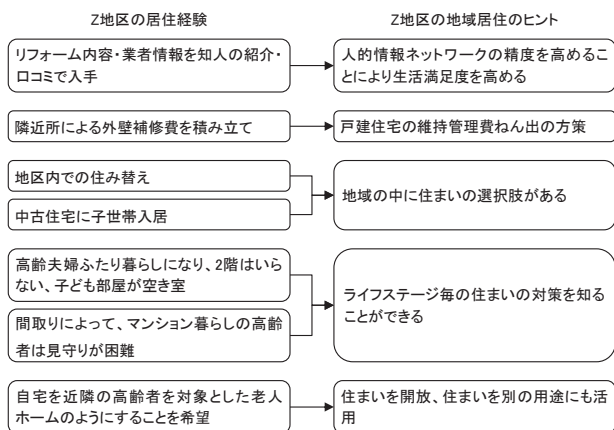 Z地区の居住経験
Z地区の地域居住のヒント
リフォーム内容・業者情報を知人の紹介・
口コミで入手
人的情報ネットワークの精度を高めるこ
とにより生活満足度を高める
隣近所による外壁補修費を積み立て
戸建住宅の維持管理費ねん出の方策
地区内での住み替え
中古住宅に子世帯入居
地域の中に住まいの選択肢がある
高齢夫婦ふたり暮らしになり、2階はいら
ない、子ども部屋が空き室
間取りによって、マンション暮らしの高齢
者は見守りが困難
ライフステージ毎の住まいの対策を知る
ことができる
自宅を近隣の高齢者を対象とした老人
ホームのようにすることを希望
住まいを開放、住まいを別の用途にも活
用